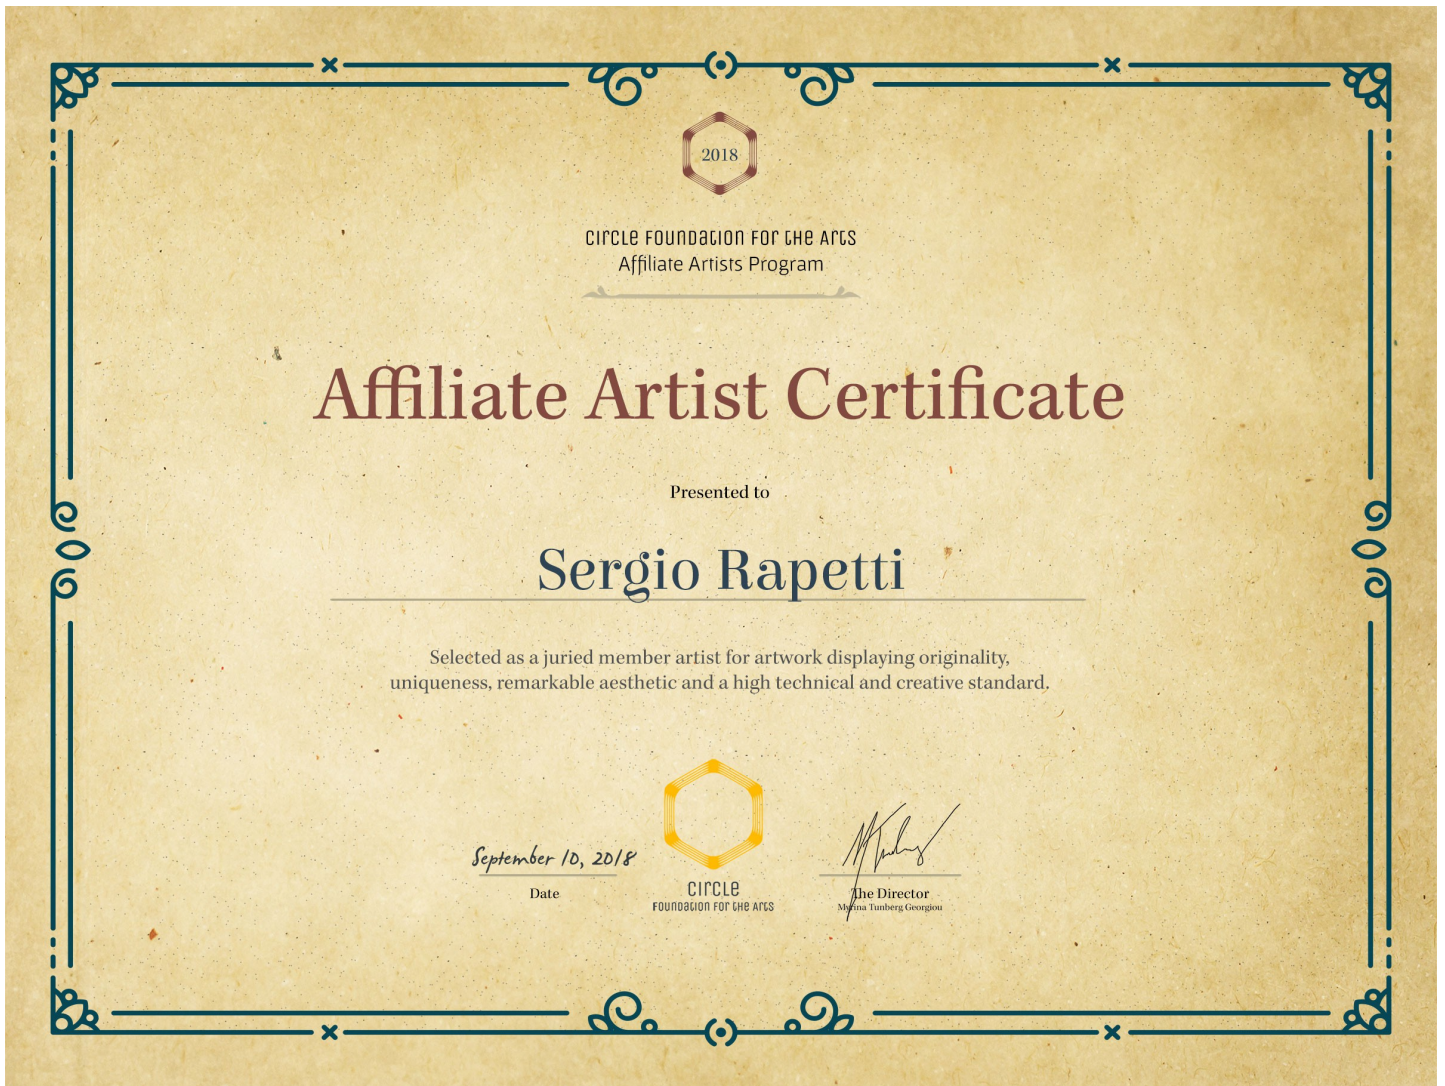 2018
CIRCLE FOUNDATION FOR THE ARTS
Affiliate Artists Program
Affiliate Artist Certificate
Presented to
Sergio Rapetti
Selected as a juried member artist for artwork displaying originality,
uniqueness, remarkable aesthetic and a high technical and creative standard.
September 10, 2018
Date
CIRCLE
FOUNDATION FOR THE ARTS
The Director
Tunberg Georgiou